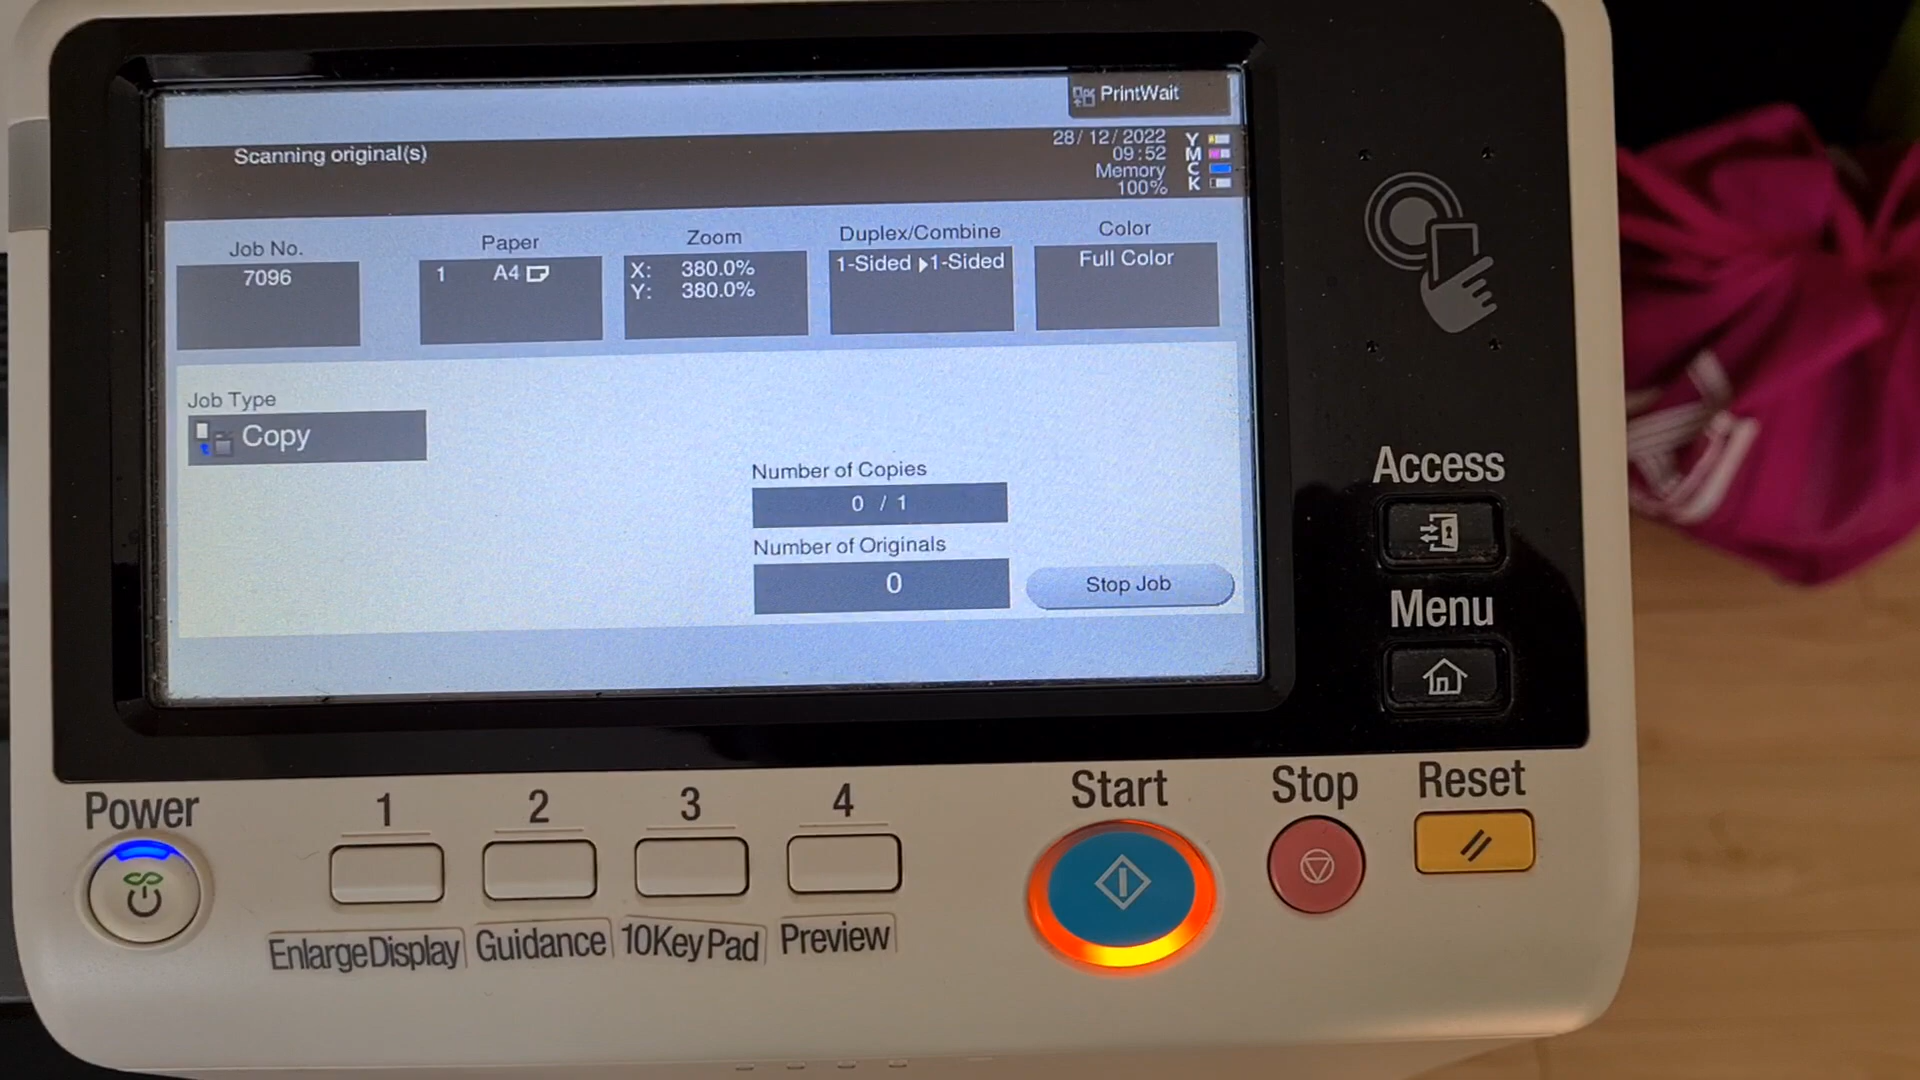 PrintWait
Scanning original(s)
28/12/2022
09:52
Memory
100%
Y
M
C
K
Job No.
7096
Paper
1 A4
Zoom
X: 380.0%
Y: 380.0%
Duplex/Combine
1-Sided ▶1-Sided
Color
Full Color
Job Type
Copy
Number of Copies
0 / 1
Number of Originals
0
Stop Job
Access
Menu
Power
1
2
3
4
Start
Stop
Reset
EnlargeDisplay
Guidance
10KeyPad
Preview